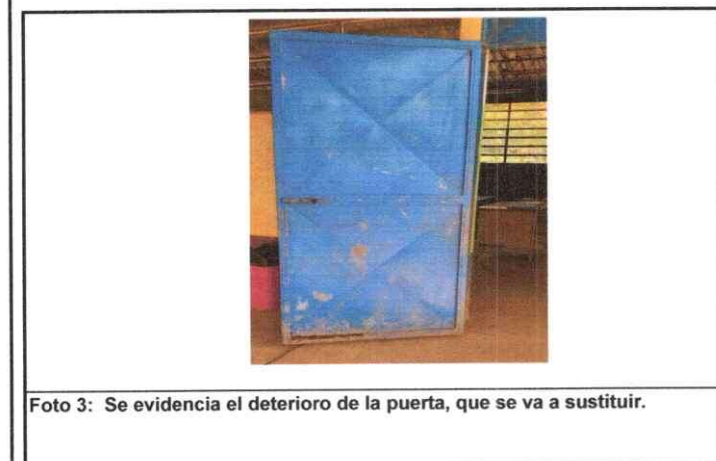 Foto 3: Se evidencia el deterioro de la puerta, que se va a sustituir.